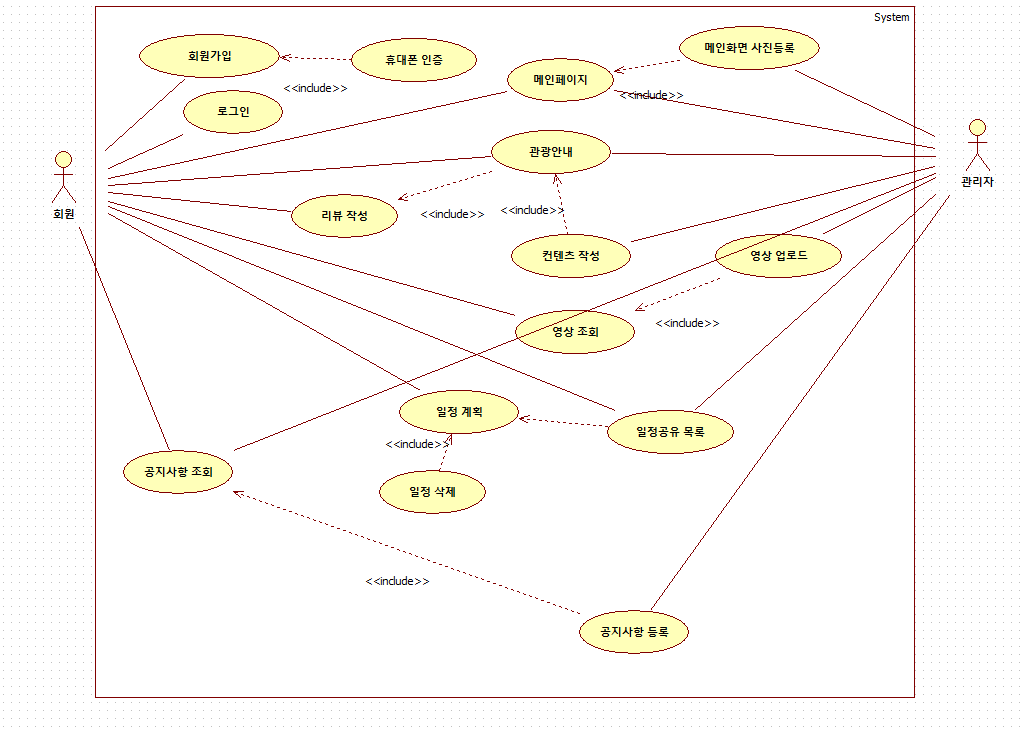 System
회원가입
휴대폰 인증
메인화면 사진등록
<<include>>
메인페이지
<<include>>
로그인
관광안내
회원
관리자
리뷰 작성
<<include>>
<<include>>
컨텐츠 작성
영상 업로드
영상 조회
<<include>>
일정 계획
일정공유 목록
<<include>>
공지사항 조회
일정 삭제
<<include>>
공지사항 등록